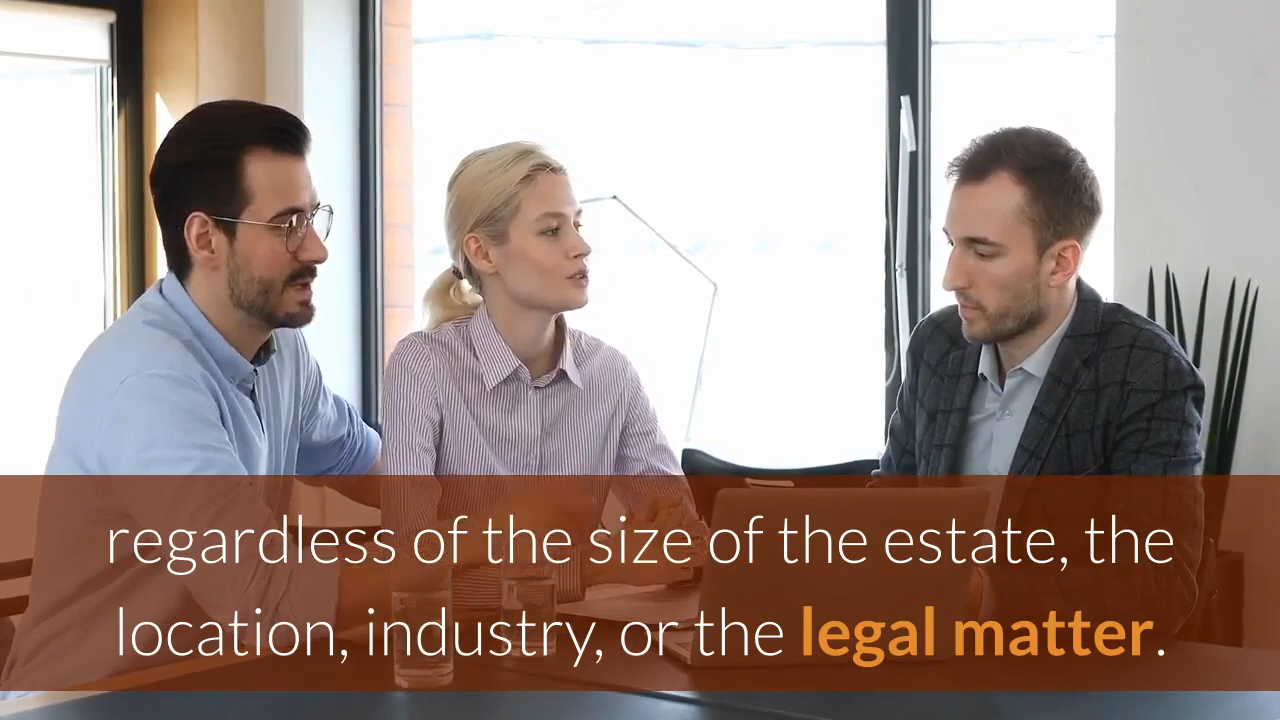 regardless of the size of the estate, the
location, industry, or the legal matter.